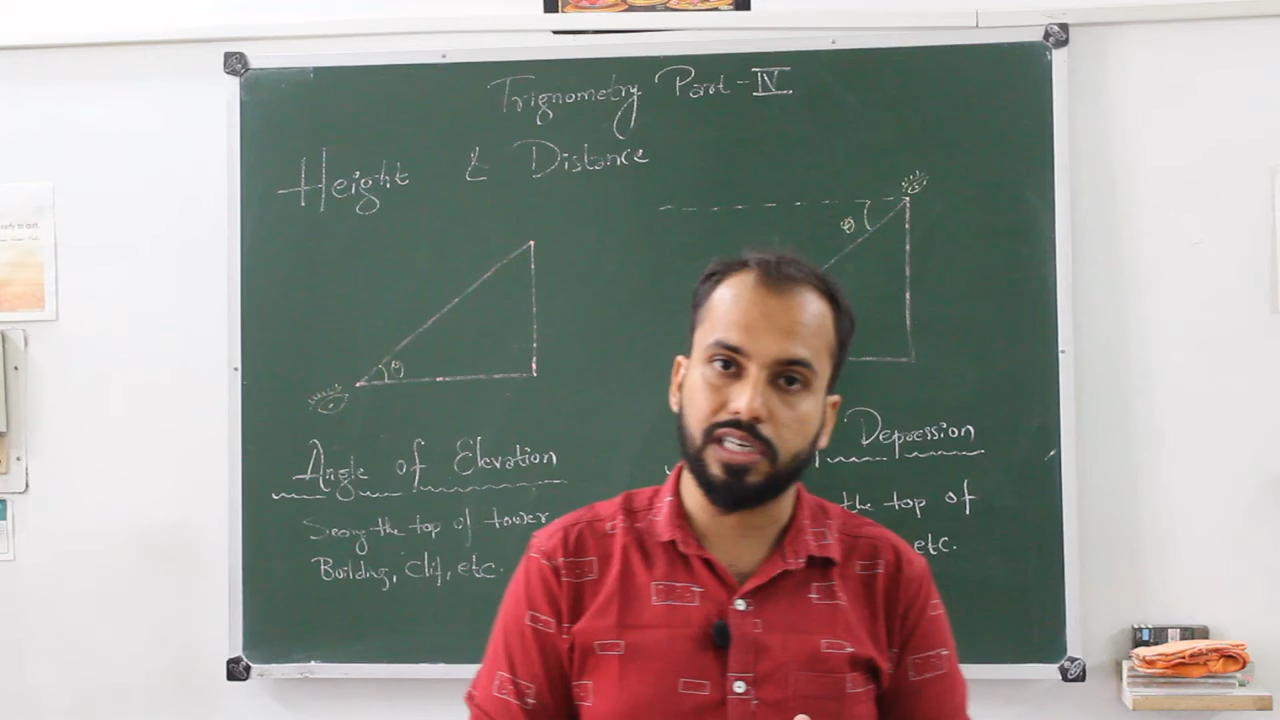 Trignometry Part - IV
Height & Distance
θ
θ
Angle of Elevation
Seeing the top of tower
Building, clif, etc.
Depression
the top of
etc.